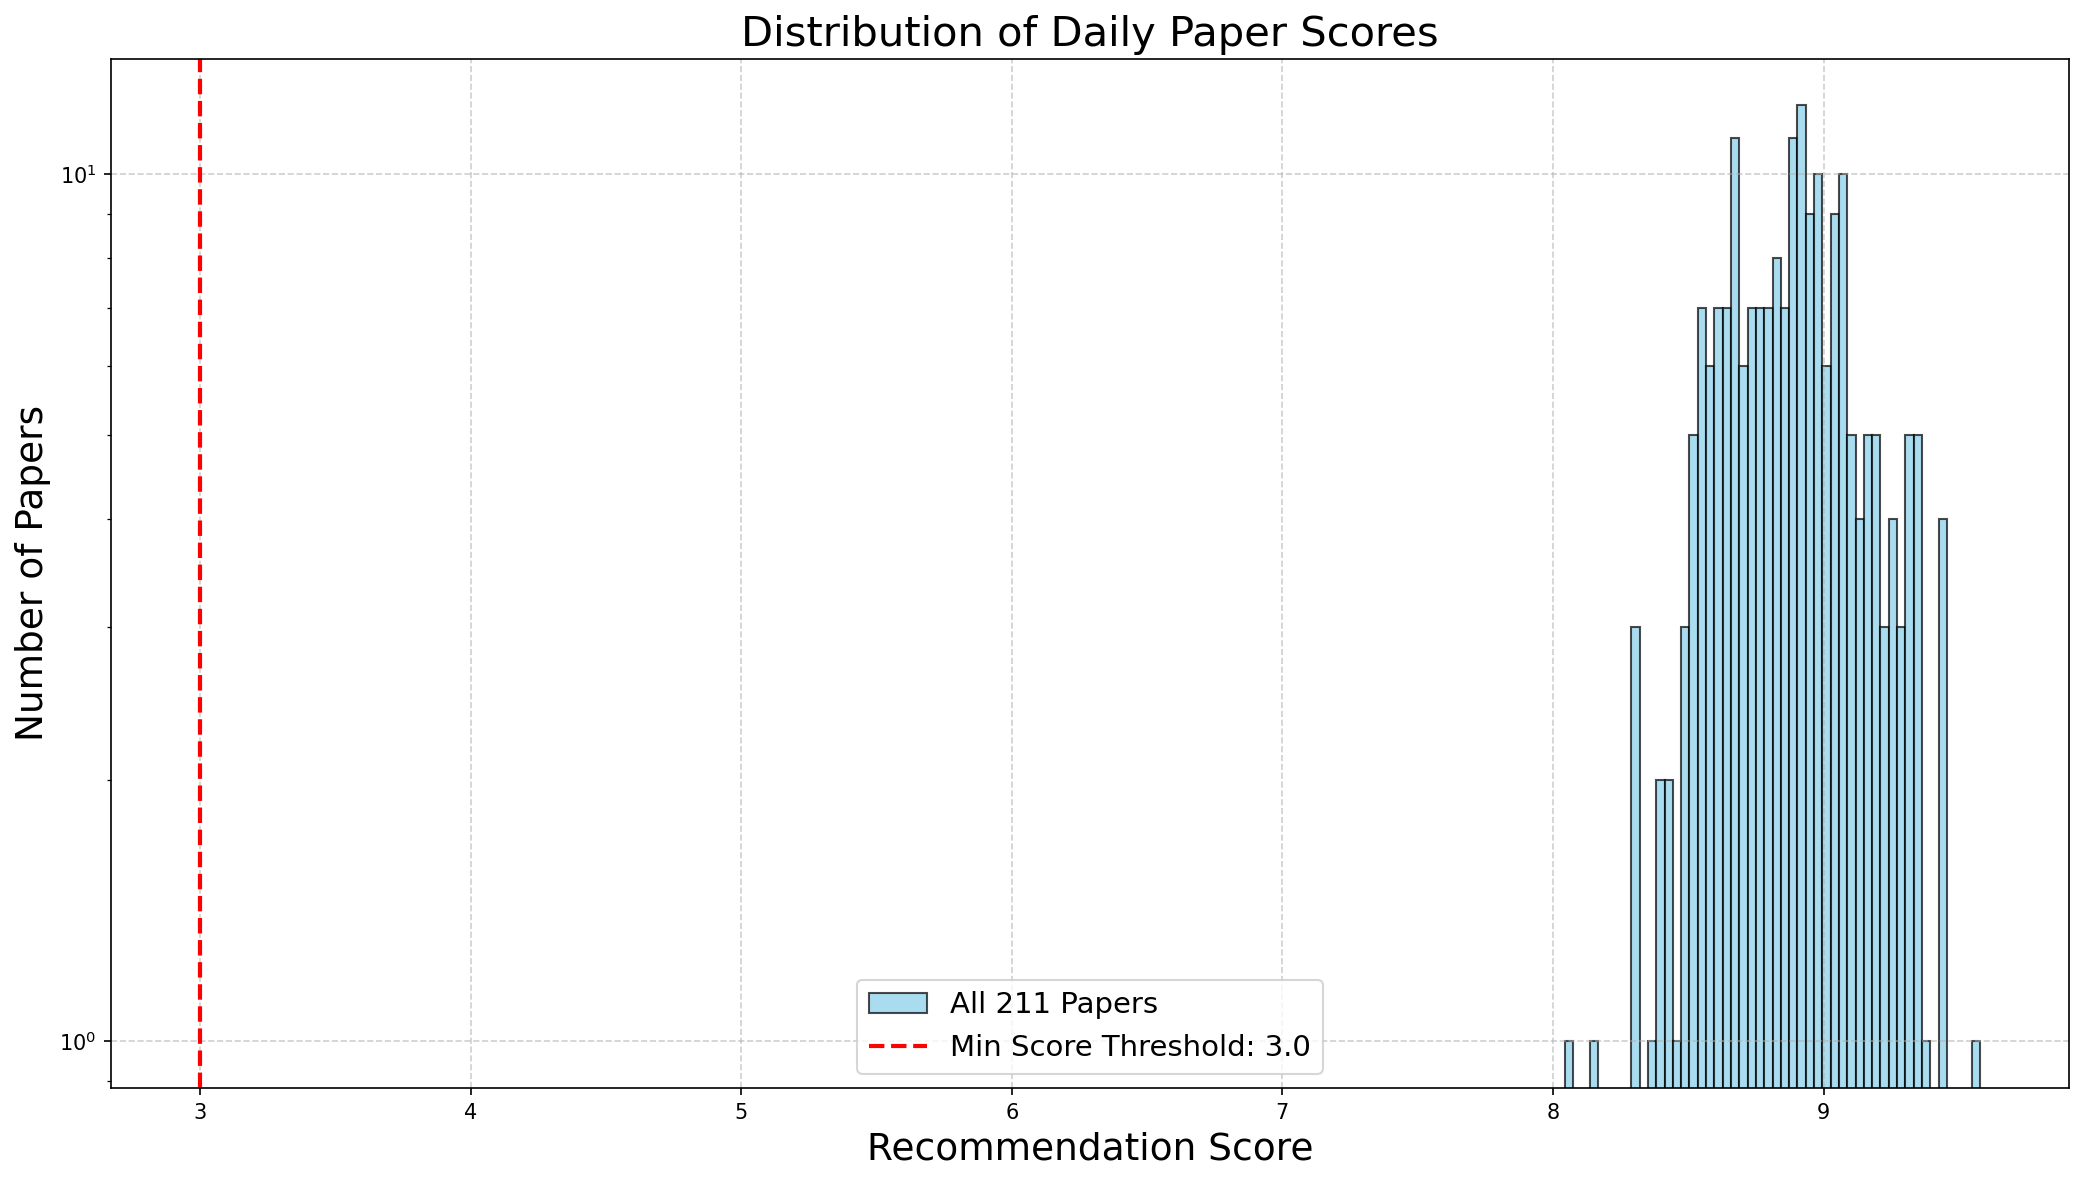 Distribution of Daily Paper Scores
Number of Papers
10¹
10⁰
All 211 Papers
Min Score Threshold: 3.0
3 4 5 6 7 8 9
Recommendation Score